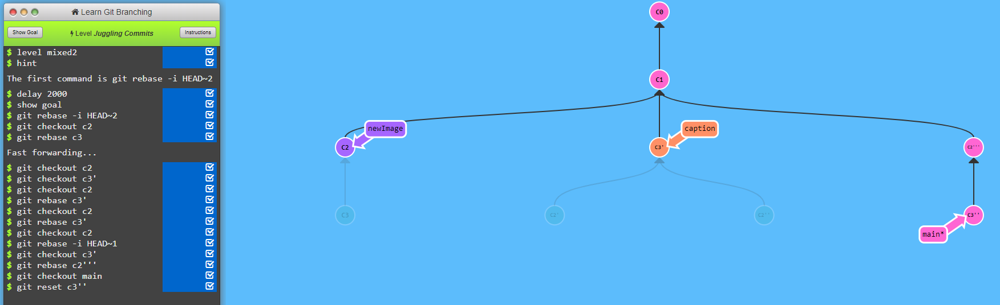 Learn Git Branching
Show Goal
Level Juggling Commits
Instructions
$ level mixed2
$ hint
The first command is git rebase -i HEAD~2
$ delay 2000
$ show goal
$ git rebase -i HEAD~2
$ git checkout c2
$ git rebase c3
Fast forwarding...
$ git checkout c2
$ git checkout c3'
$ git checkout c2
$ git rebase c3'
$ git checkout c2
$ git rebase c3'
$ git checkout c2
$ git rebase -i HEAD~1
$ git checkout c3'
$ git rebase c2'''
$ git checkout main
$ git reset c3''
C0
C1
newImage
caption
C2
C3'
C2'''
C3
C2'
C2''
C3''
main*